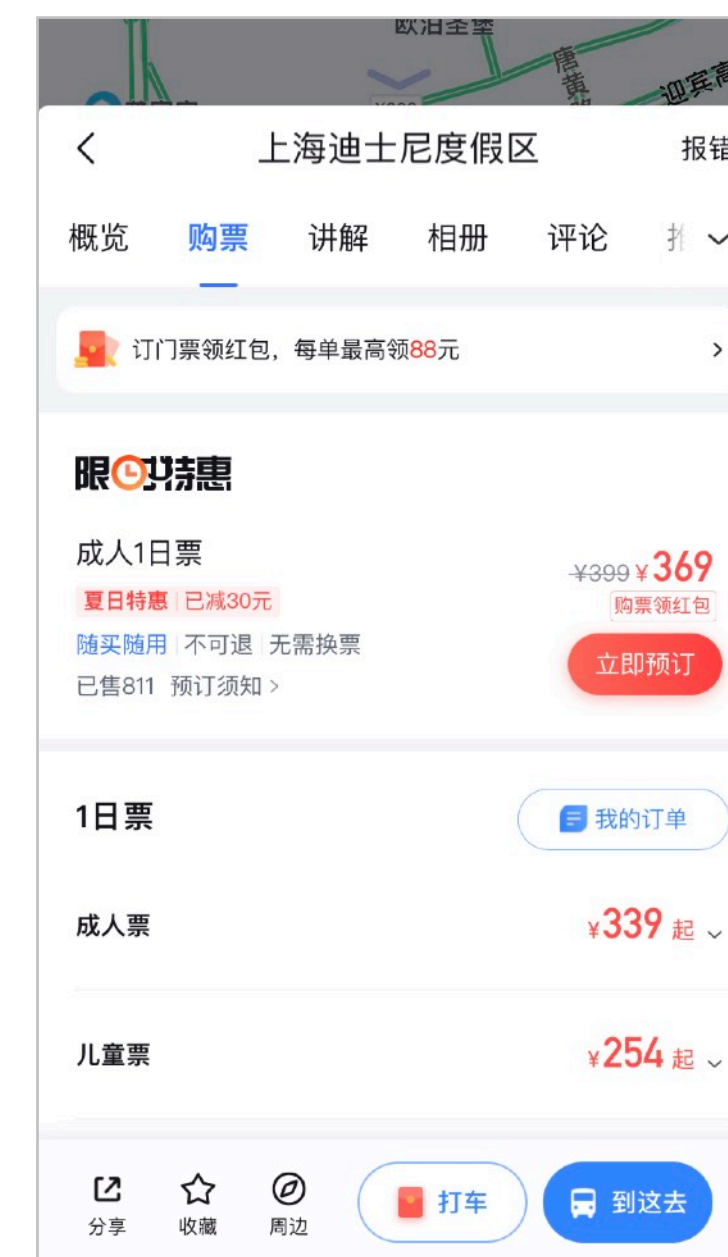 欧泊圣堡
唐黄路
迎宾高
上海迪士尼度假区
报错
概览 购票 讲解 相册 评论
订门票领红包，每单最高领88元
限时特惠
成人1日票
¥399 ¥369
夏日特惠 已减30元
购票领红包
随买随用 不可退 无需换票
立即预订
已售811 预订须知 >
1日票
我的订单
成人票
¥339 起
儿童票
¥254 起
分享 收藏 周边
打车
到这去